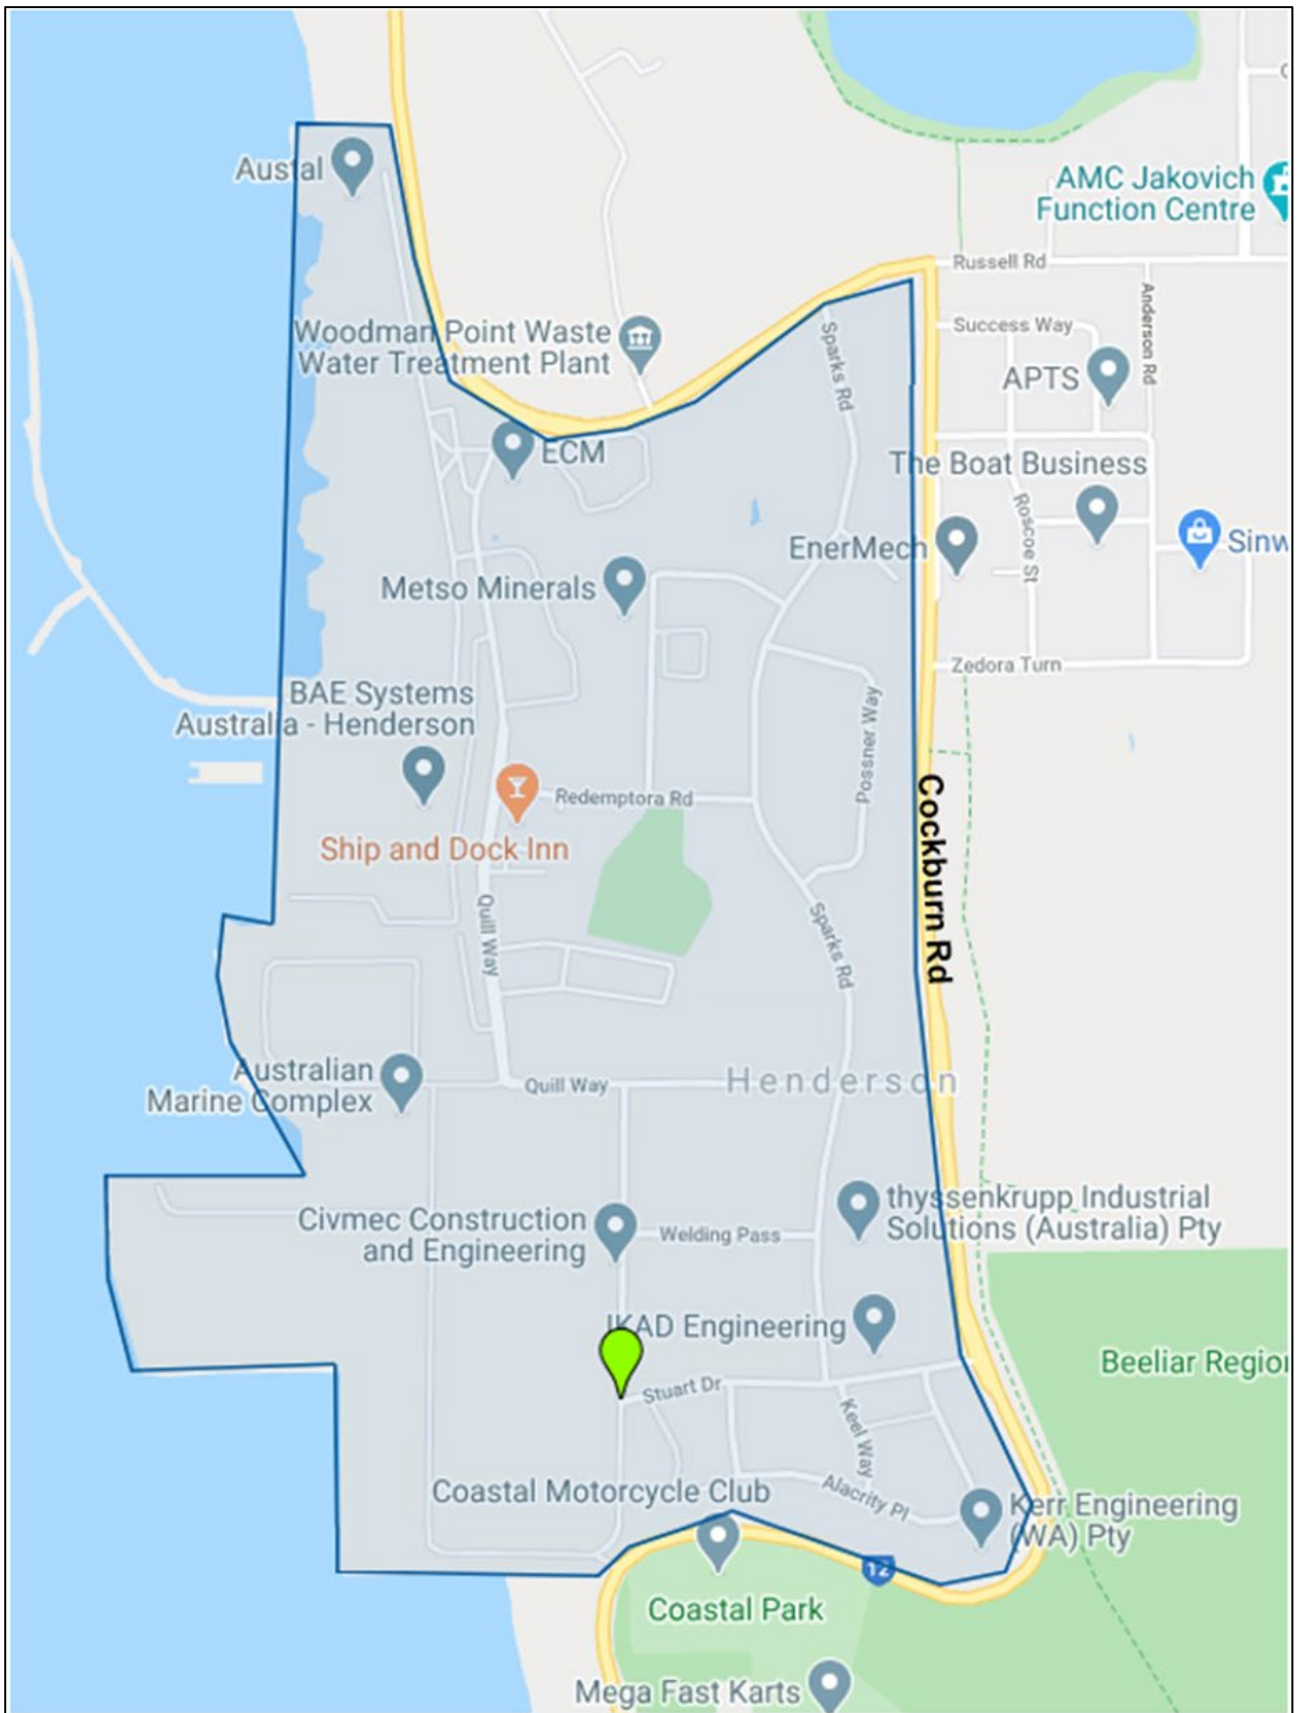 Austal
AMC Jakovich
Function Centre
Russell Rd
Anderson Rd
Success Way
Woodman Point Waste
Water Treatment Plant
Sparks Rd
APTS
ECM
The Boat Business
Roscoe St
EnerMech
Metso Minerals
Zedora Turn
BAE Systems
Australia - Henderson
Possner Way
Redemptora Rd
Cockburn Rd
Ship and Dock Inn
Quill Way
Sparks Rd
Australian
Marine Complex
Quill Way
Henderson
thyssenkrupp Industrial
Solutions (Australia) Pty
Civmec Construction
and Engineering
Welding Pass
IKAD Engineering
Beeliar Regio
Stuart Dr
Keel Way
Coastal Motorcycle Club
Alacrity Pl
Kerr Engineering
(WA) Pty
12
Coastal Park
Mega Fast Karts